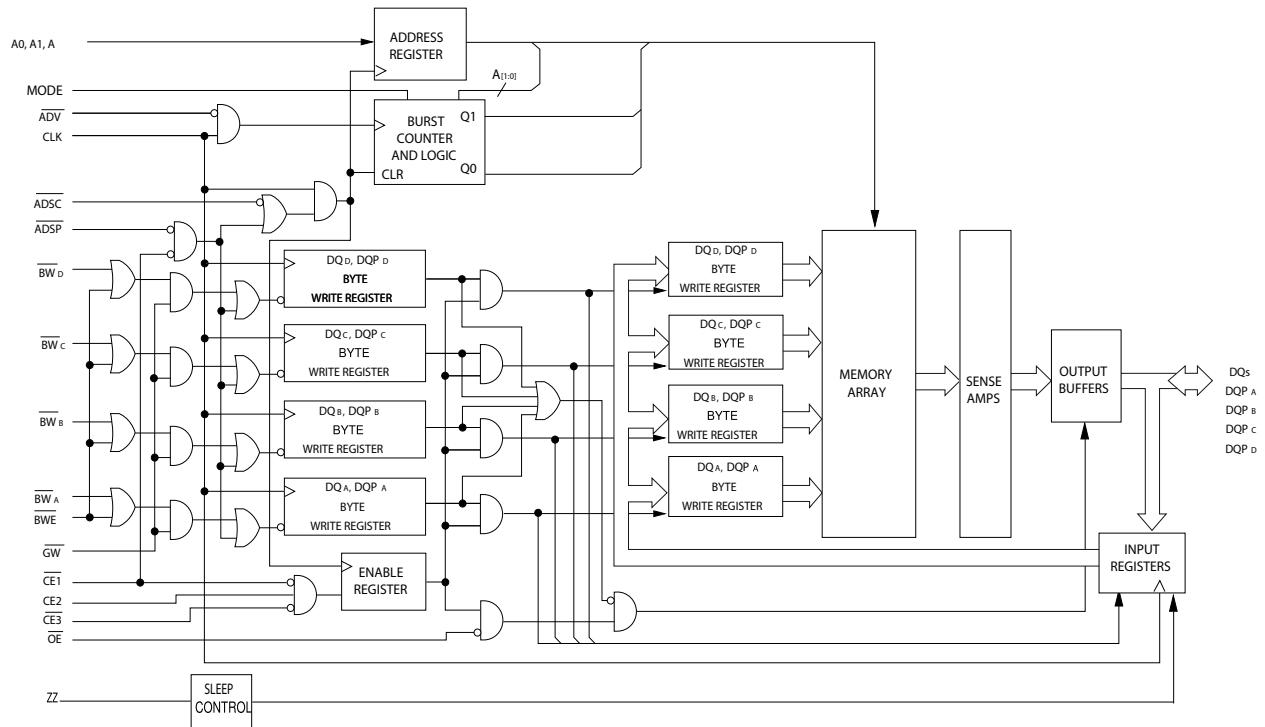 A0, A1, A
MODE
ADV
CLK
ADSC
ADSP
BW D
BW C
BW B
BW A
BWE
GW
CE1
CE2
CE3
OE
ZZ
SLEEP
CONTROL
ADDRESS
REGISTER
A[1:0]
BURST
COUNTER
AND LOGIC
Q1
Q0
CLR
DQ D, DQP D
BYTE
WRITE REGISTER
DQ C, DQP C
BYTE
WRITE REGISTER
DQ B, DQP B
BYTE
WRITE REGISTER
DQ A, DQP A
BYTE
WRITE REGISTER
ENABLE
REGISTER
DQ D, DQP D
BYTE
WRITE REGISTER
DQ C, DQP C
BYTE
WRITE REGISTER
DQ B, DQP B
BYTE
WRITE REGISTER
DQ A, DQP A
BYTE
WRITE REGISTER
MEMORY
ARRAY
SENSE
AMPS
OUTPUT
BUFFERS
INPUT
REGISTERS
DQs
DQP A
DQP B
DQP C
DQP D